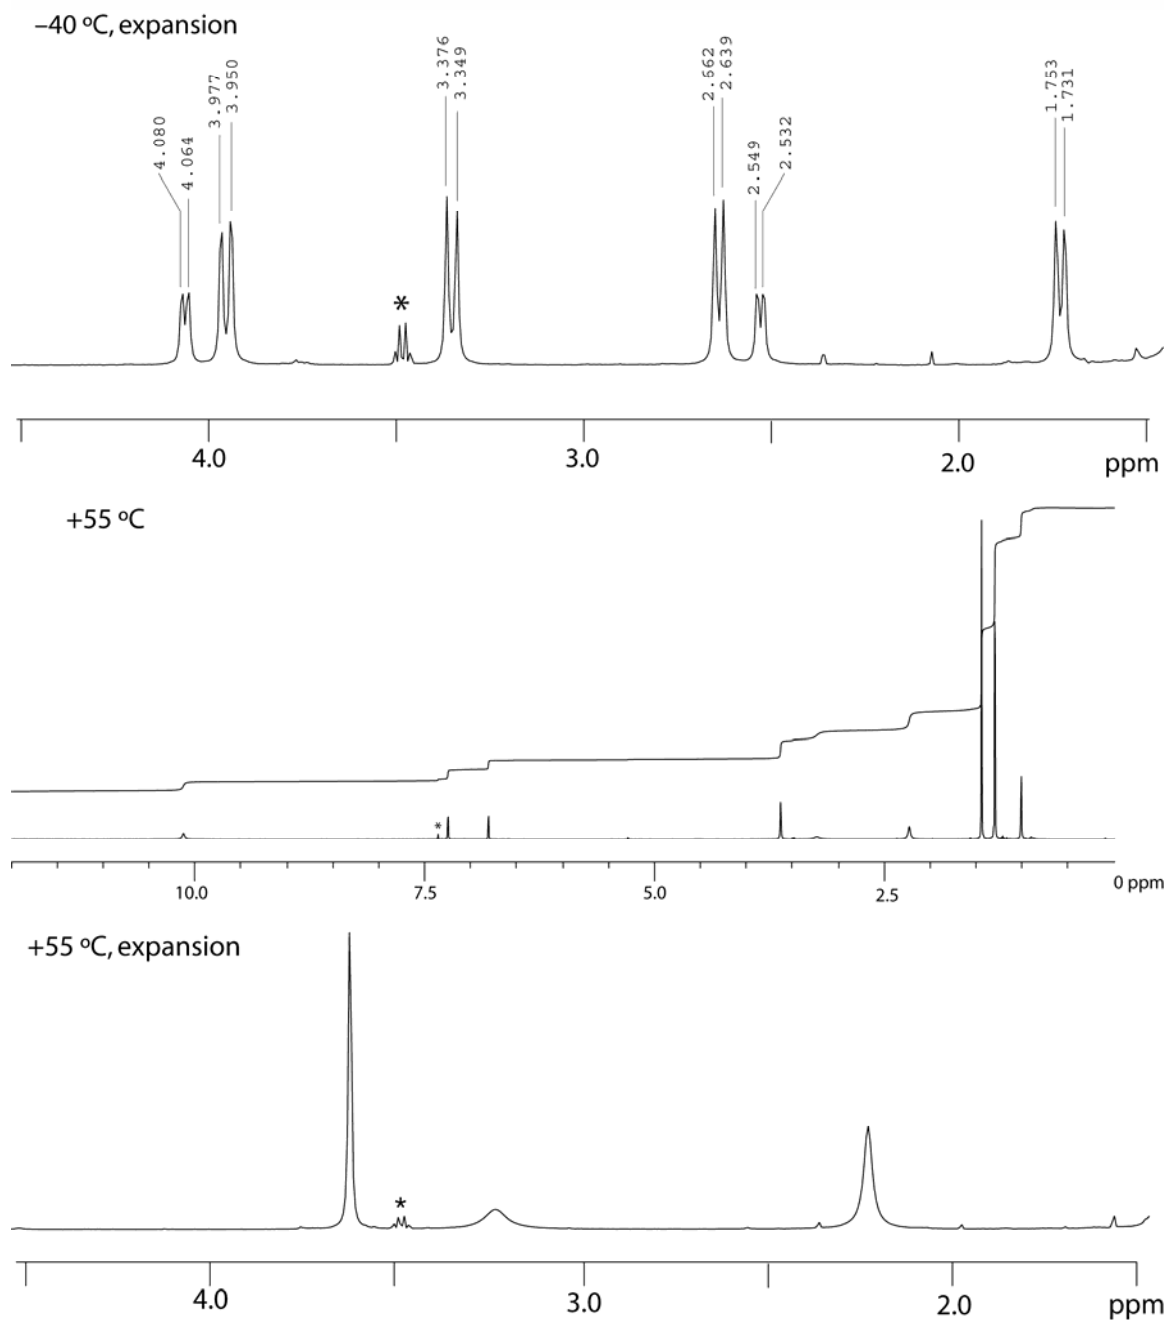 –40 ºC, expansion
4.080
4.064
3.977
3.950
3.376
3.349
2.662
2.639
2.549
2.532
1.753
1.731
*
4.0 3.0 2.0 ppm
+55 ºC
*
10.0 7.5 5.0 2.5 0 ppm
+55 ºC, expansion
*
4.0 3.0 2.0 ppm